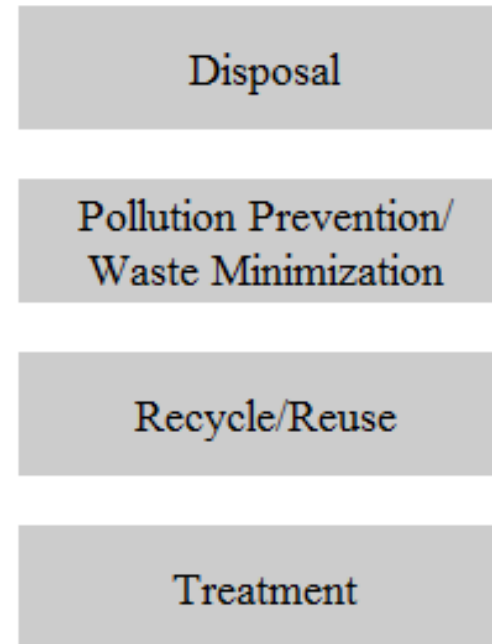 Disposal
Pollution Prevention/
Waste Minimization
Recycle/Reuse
Treatment